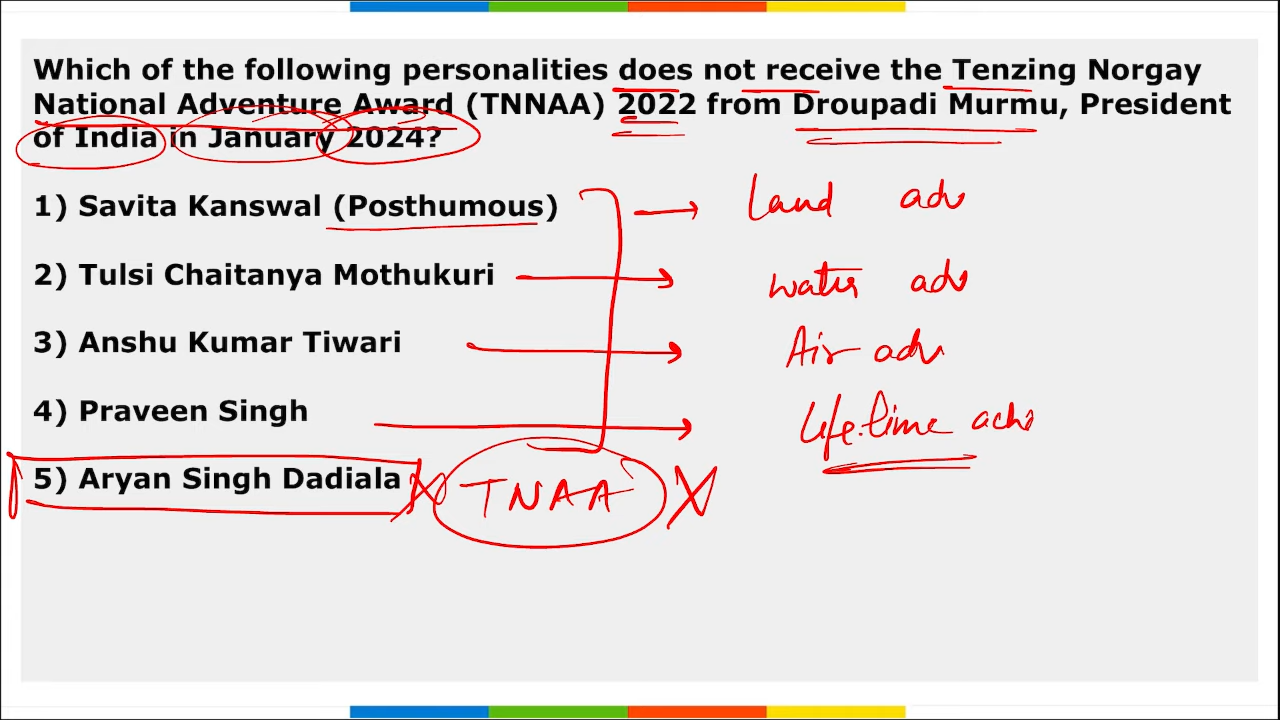 Which of the following personalities does not receive the Tenzing Norgay
National Adventure Award (TNNAA) 2022 from Droupadi Murmu, President
of India in January 2024?
1) Savita Kanswal (Posthumous) Land adv
2) Tulsi Chaitanya Mothukuri water adv
3) Anshu Kumar Tiwari Air adv
4) Praveen Singh Life time achi
5) Aryan Singh Dadiala X TNAA X